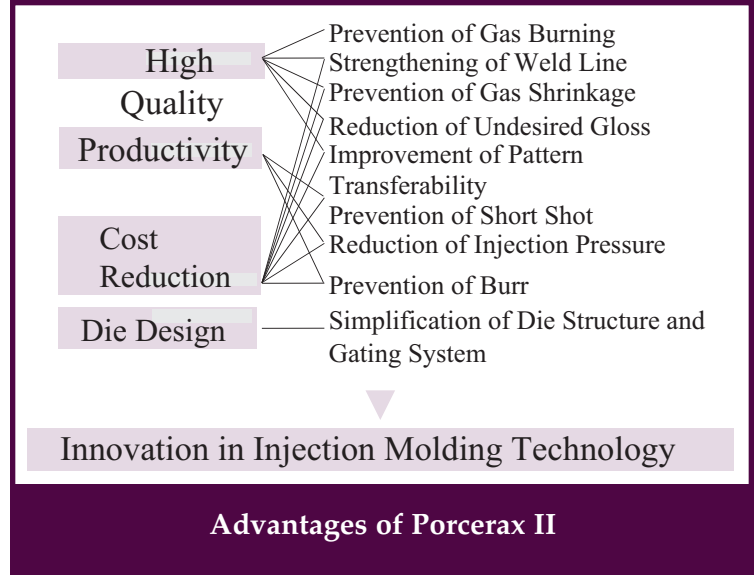 High
Quality
Productivity
Cost
Reduction
Die Design
Prevention of Gas Burning
Strengthening of Weld Line
Prevention of Gas Shrinkage
Reduction of Undesired Gloss
Improvement of Pattern
Transferability
Prevention of Short Shot
Reduction of Injection Pressure
Prevention of Burr
Simplification of Die Structure and
Gating System
Innovation in Injection Molding Technology
Advantages of Porcerax II